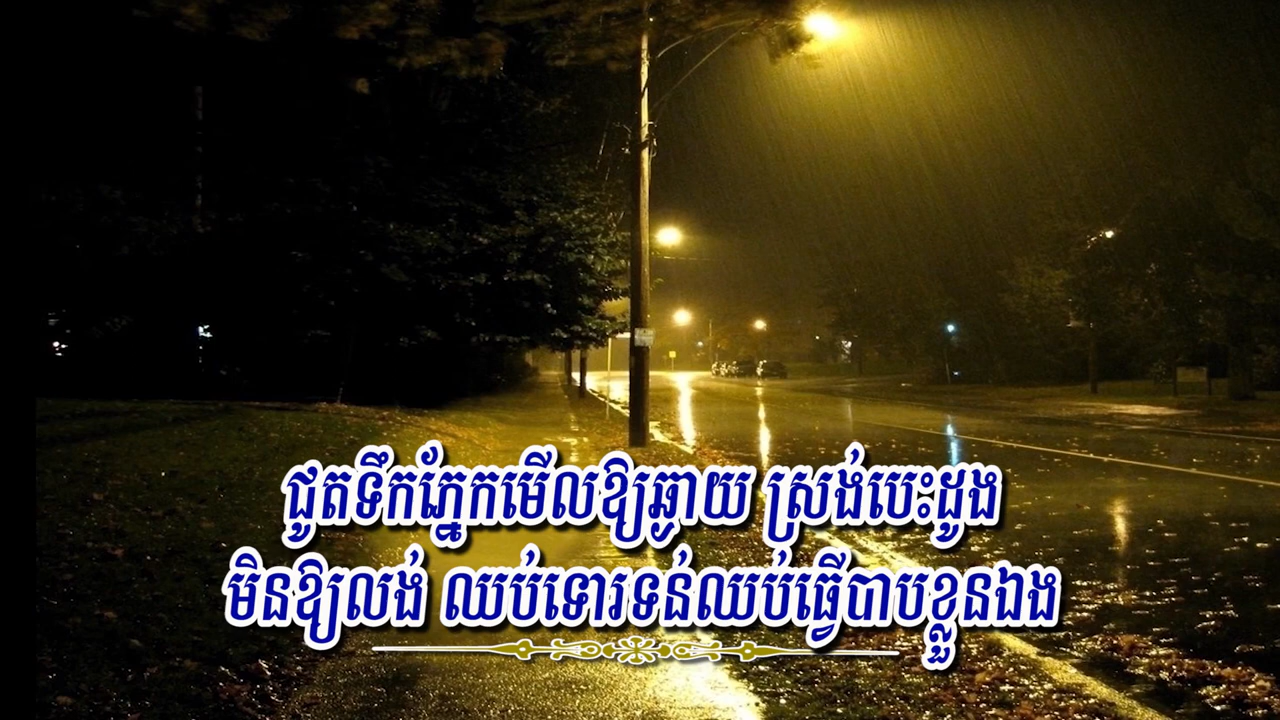 ជូតទឹកភ្នែកមើលឱ្យឆ្ងាយ ស្រង់បេះដូង
មិនឱ្យលង់ ឈប់ទោរទន់ឈប់ធ្វើបាបខ្លួនឯង